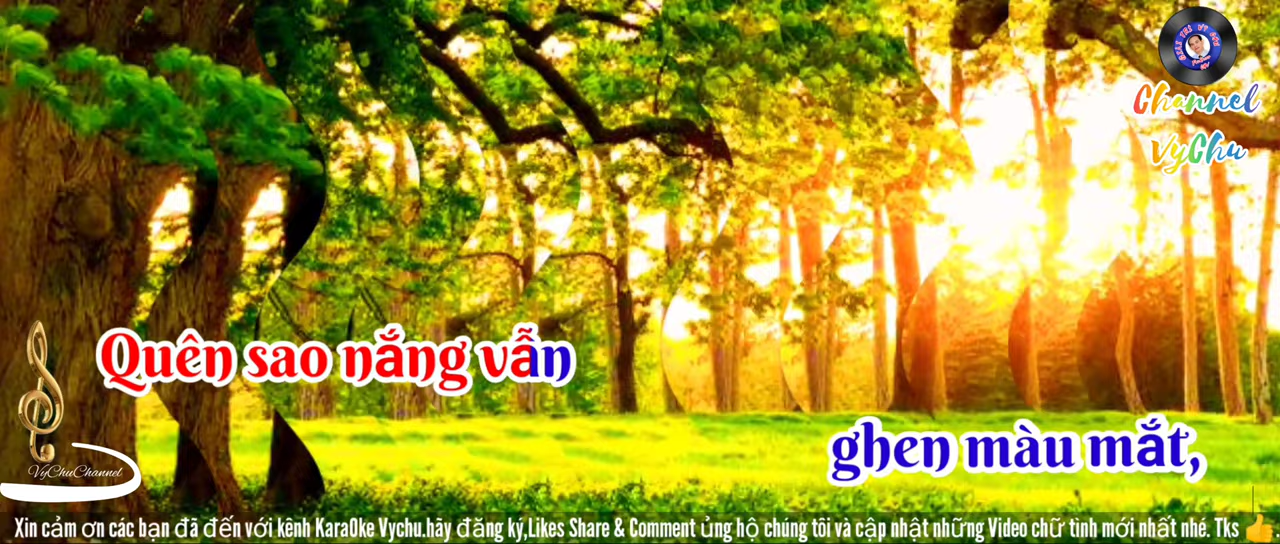 Channel
VyChu
Quên sao nắng vẫn
ghen màu mắt,
VyChuChannel
Xin cảm ơn các bạn đã đến với kênh KaraOke Vychu.hãy đăng ký,Likes Share & Comment ủng hộ chúng tôi và cập nhật những Video chữ tình mới nhất nhé. Tks